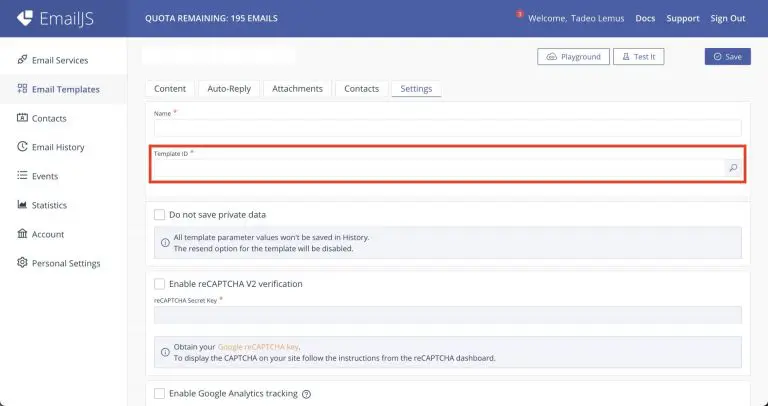 EmailJS
QUOTA REMAINING: 195 EMAILS
3
Welcome, Tadeo Lemus
Docs
Support
Sign Out
Email Services
Email Templates
Contacts
Email History
Events
Statistics
Account
Personal Settings
Playground
Test It
Save
Content
Auto-Reply
Attachments
Contacts
Settings
Name *
Template ID *
Do not save private data
All template parameter values won't be saved in History.
The resend option for the template will be disabled.
Enable reCAPTCHA V2 verification
reCAPTCHA Secret Key *
Obtain your Google reCAPTCHA key.
To display the CAPTCHA on your site follow the instructions from the reCAPTCHA dashboard.
Enable Google Analytics tracking ?